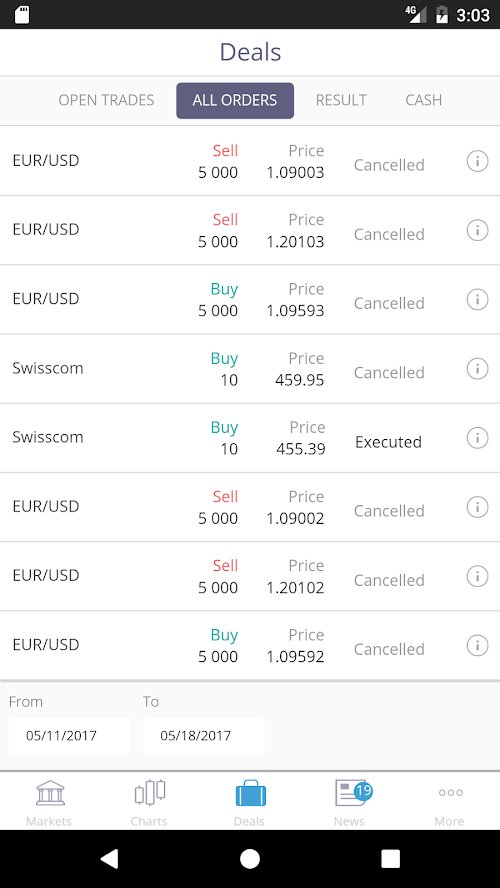 4G 3:03
Deals
OPEN TRADES ALL ORDERS RESULT CASH
Sell Price
EUR/USD Cancelled
5 000 1.09003
Sell Price
EUR/USD Cancelled
5 000 1.20103
Buy Price
EUR/USD Cancelled
5 000 1.09593
Buy Price
Swisscom Cancelled
10 459.95
Buy Price
Swisscom Executed
10 455.39
Sell Price
EUR/USD Cancelled
5 000 1.09002
Sell Price
EUR/USD Cancelled
5 000 1.20102
Buy Price
EUR/USD Cancelled
5 000 1.09592
From To
05/11/2017 05/18/2017
19
Markets Charts Deals News More